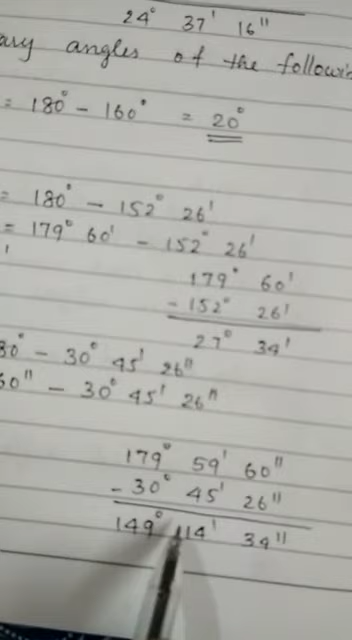 24° 37' 16"
ary angles of the followin
= 180° - 160° = 20°
= 180° - 152° 26'
= 179° 60' - 152° 26'
179° 60'
- 152° 26'
27° 34'
80° - 30° 45' 26"
60" - 30° 45' 26"
179° 59' 60"
- 30° 45' 26"
149° 14' 34"